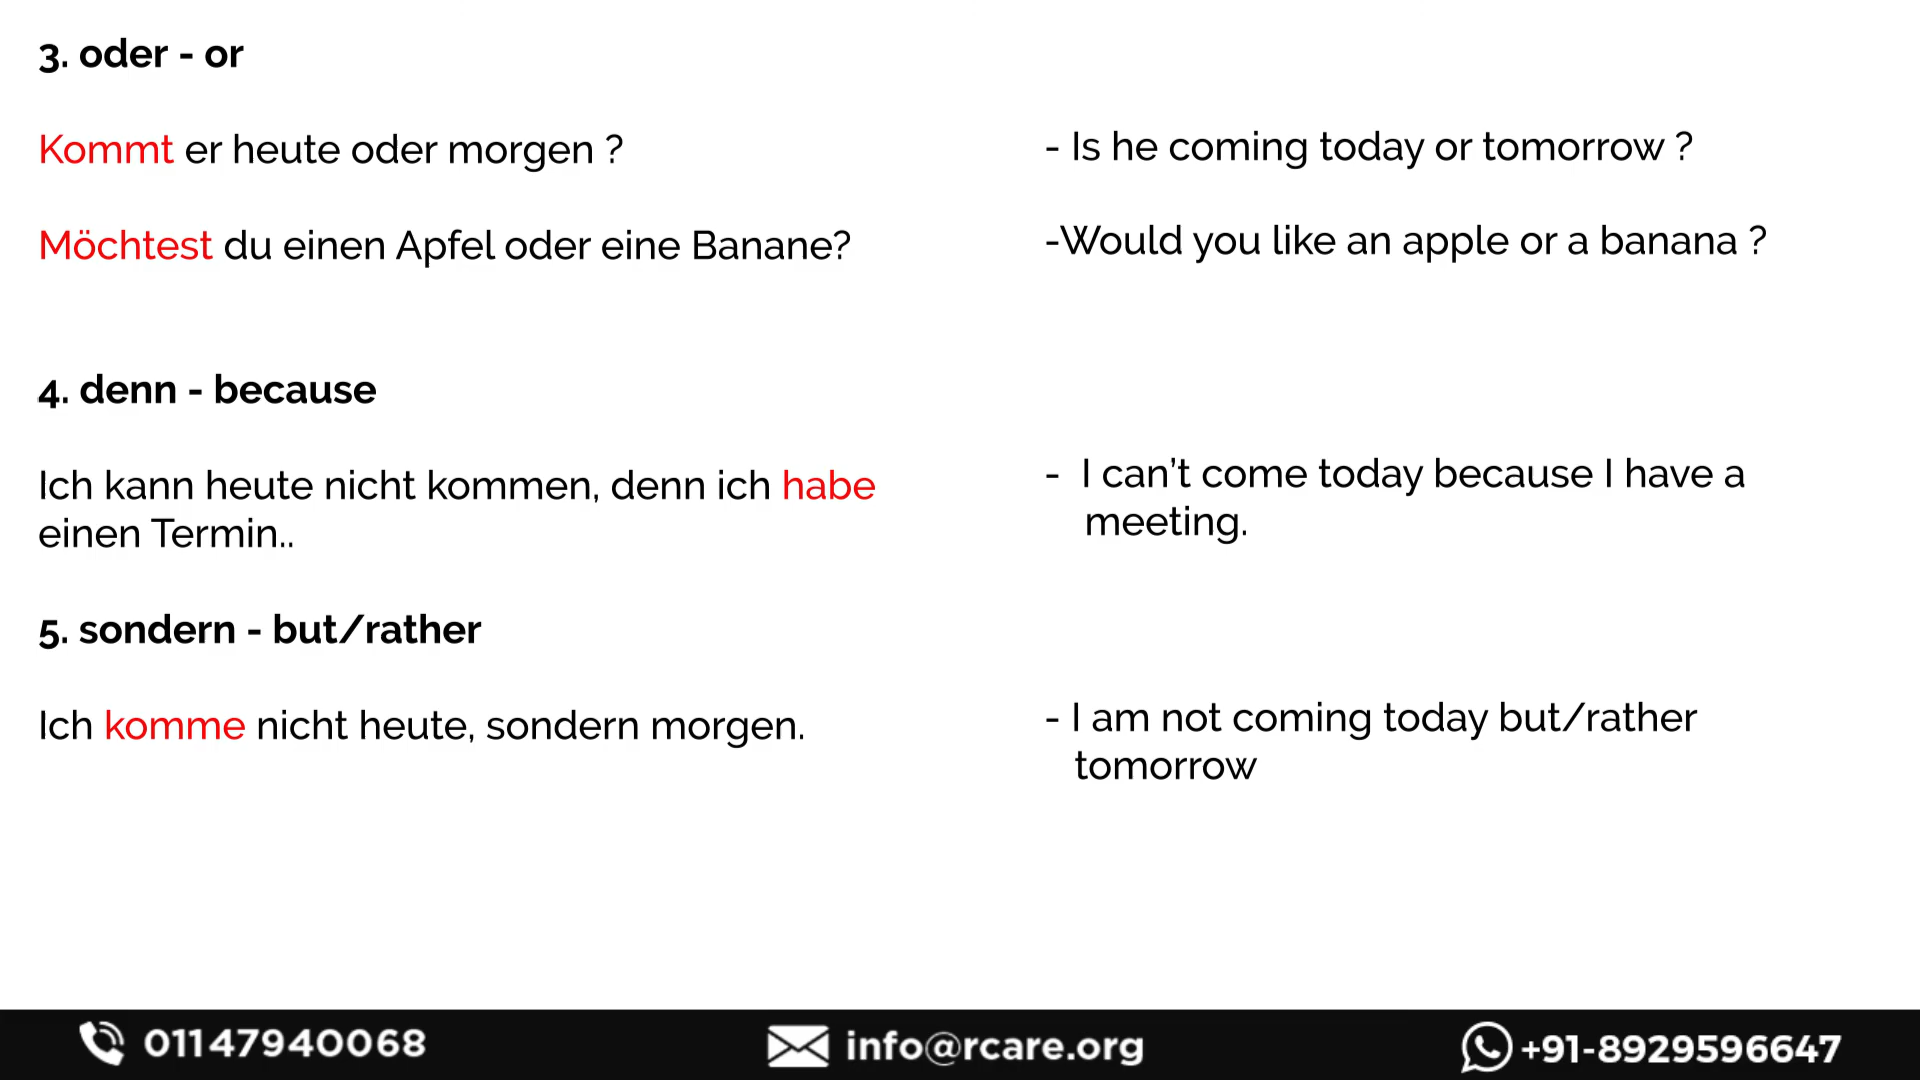 3. oder - or
Kommt er heute oder morgen ?
- Is he coming today or tomorrow ?
Möchtest du einen Apfel oder eine Banane?
-Would you like an apple or a banana ?
4. denn - because
Ich kann heute nicht kommen, denn ich habe
einen Termin..
- I can’t come today because I have a
meeting.
5. sondern - but/rather
Ich komme nicht heute, sondern morgen.
- I am not coming today but/rather
tomorrow
01147940068
info@rcare.org
+91-8929596647